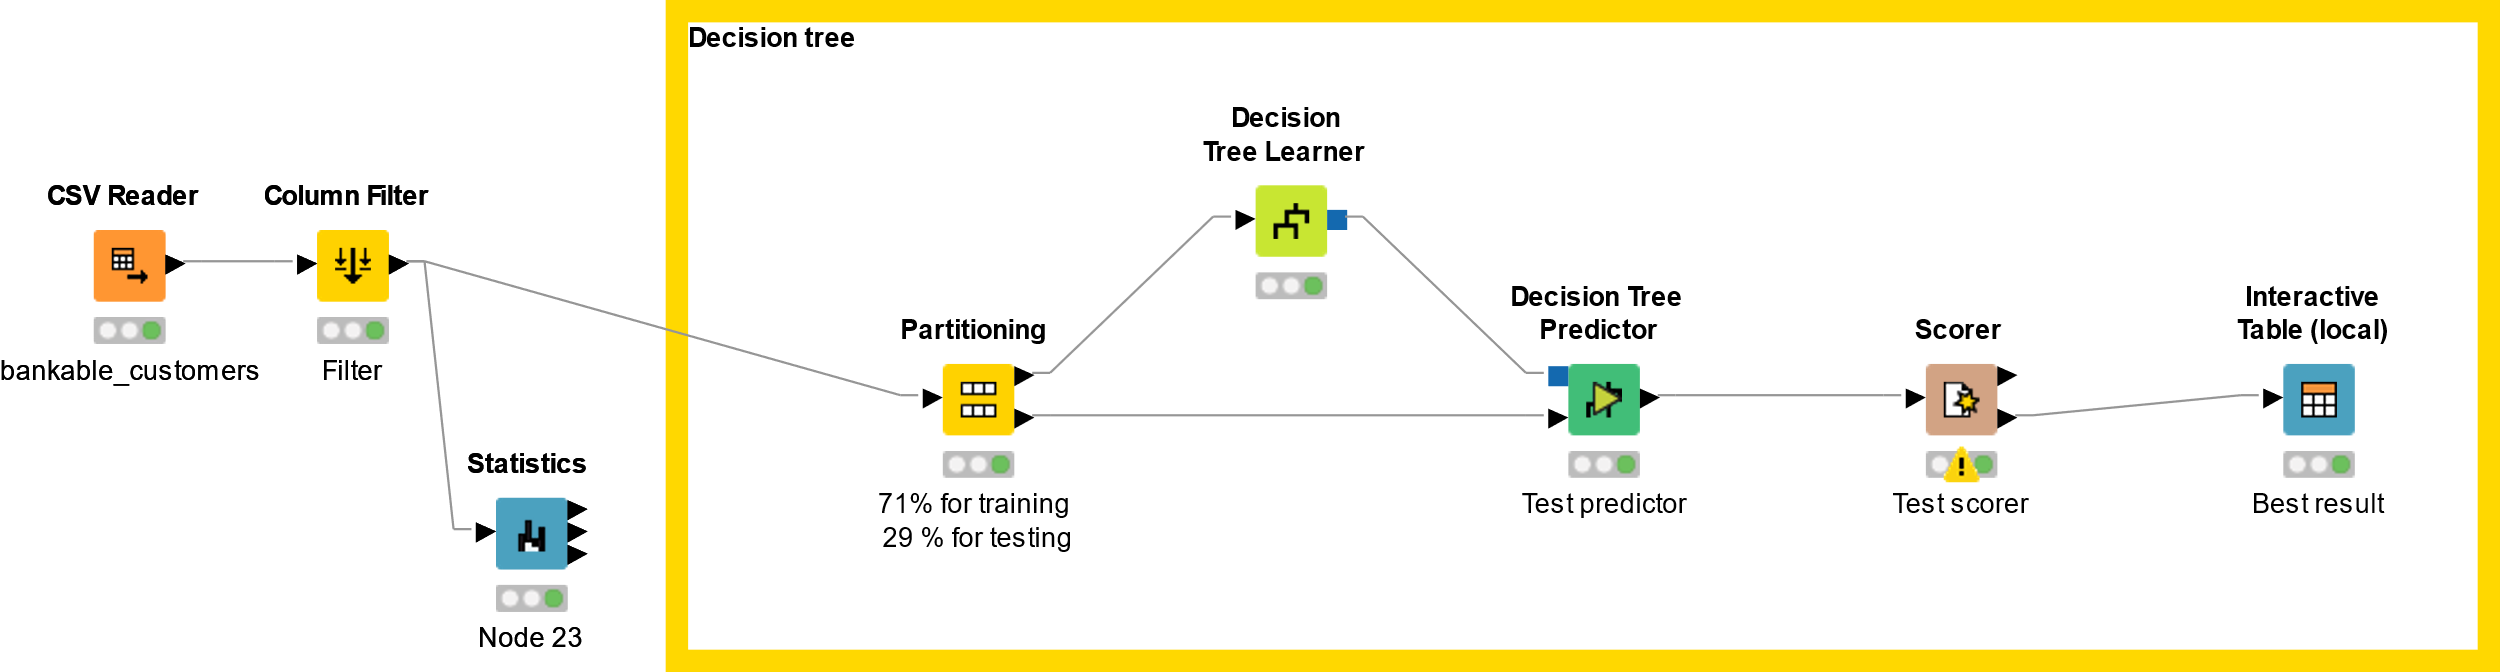 Decision tree
CSV Reader
bankable_customers
Column Filter
Filter
Statistics
Node 23
Partitioning
71% for training
29 % for testing
Decision
Tree Learner
Decision Tree
Predictor
Test predictor
Scorer
Test scorer
Interactive
Table (local)
Best result